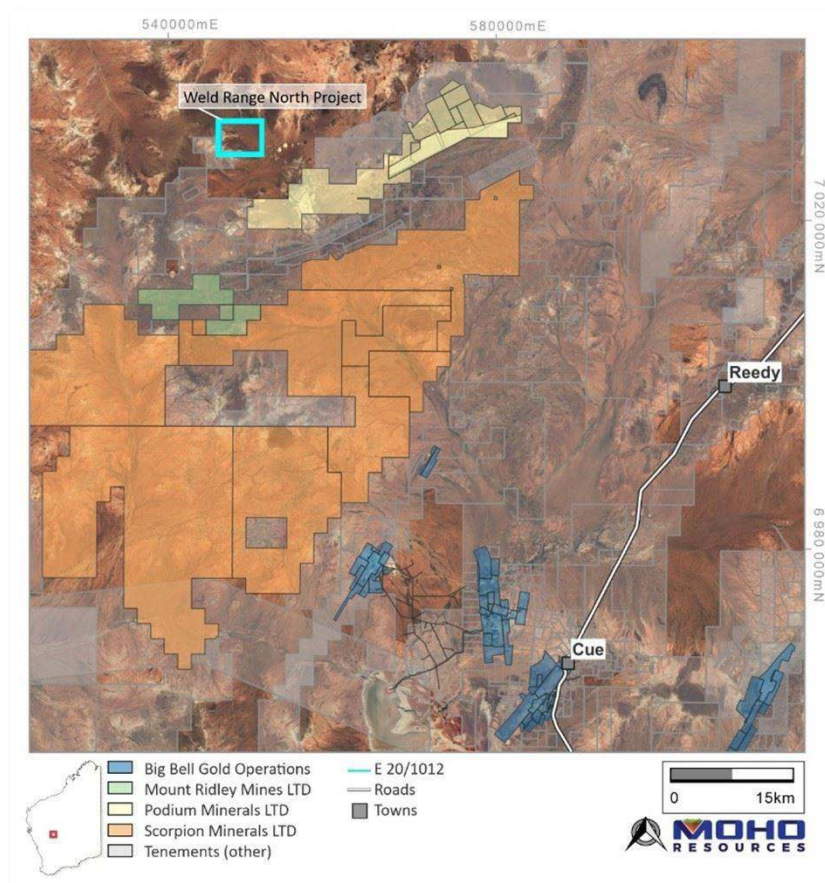 540000mE
580000mE
Weld Range North Project
7 020 000mN
Reedy
6 980 000mN
Cue
Big Bell Gold Operations
Mount Ridley Mines LTD
Podium Minerals LTD
Scorpion Minerals LTD
Tenements (other)
E 20/1012
Roads
Towns
0 15km
MOHO
RESOURCES